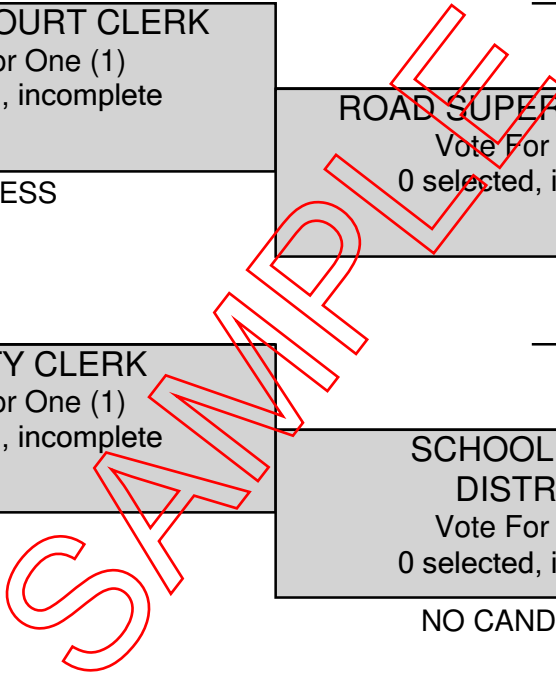 OURT CLERK
or One (1)
, incomplete
ESS
TY CLERK
or One (1)
, incomplete
ROAD SUPER
Vote For
0 selected, i
SCHOOL
DISTR
Vote For
0 selected, i
NO CAND
SAMPLE